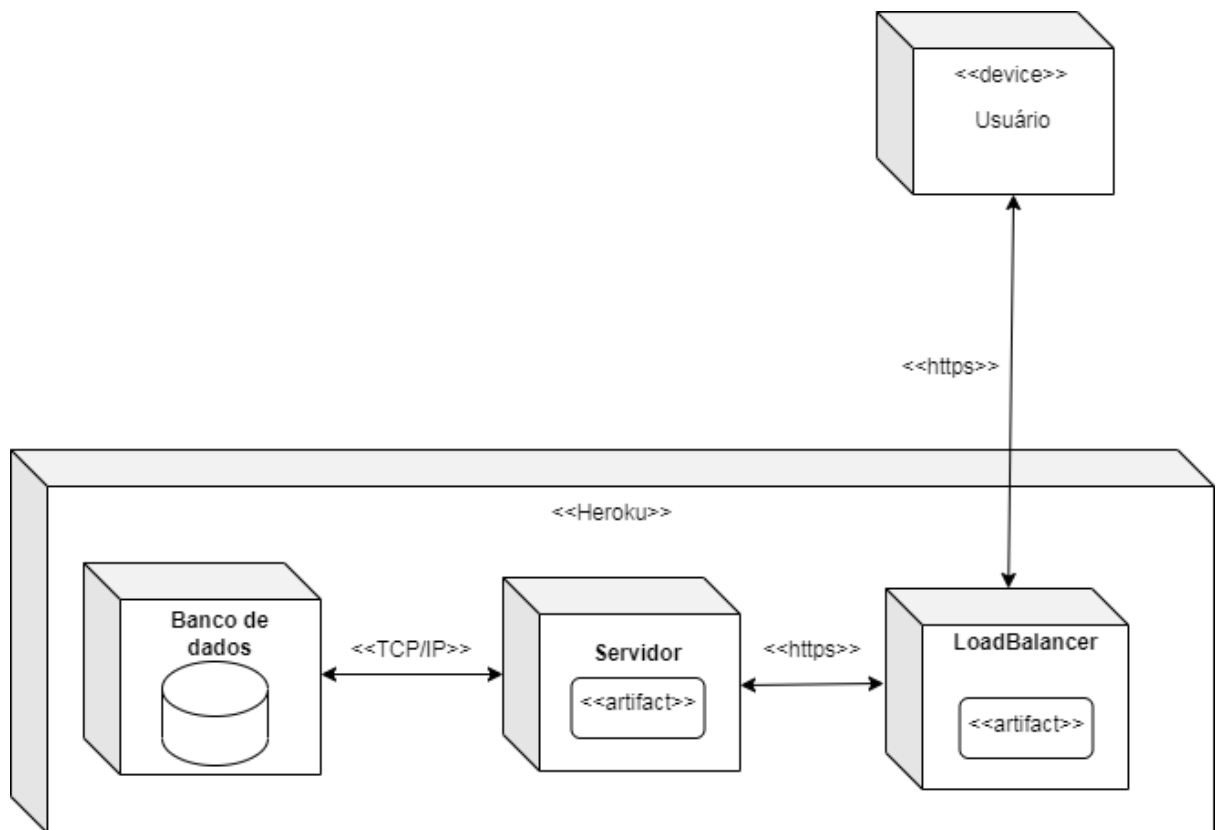 <<device>>
Usuário
<<https>>
<<Heroku>>
Banco de
dados
<<TCP/IP>>
Servidor
<<artifact>>
<<https>>
LoadBalancer
<<artifact>>